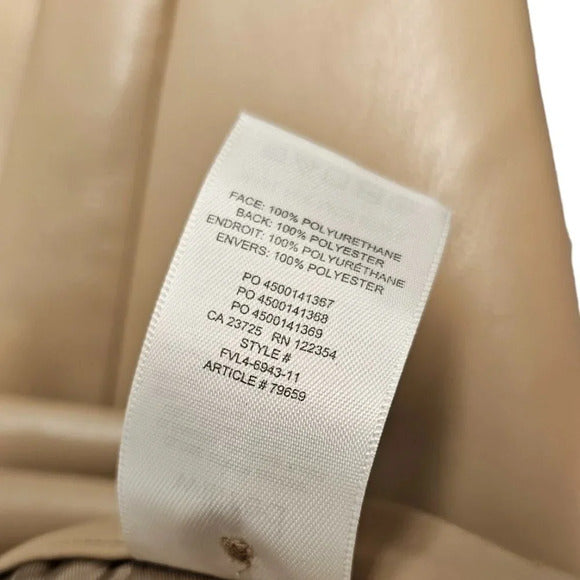 FACE: 100% POLYURETHANE
BACK: 100% POLYESTER
ENDROIT: 100% POLYURÉTHANE
ENVERS: 100% POLYESTER
PO 4500141367
PO 4500141368
PO 4500141369
CA 23725 RN 122354
STYLE #
FVL4-6943-11
ARTICLE # 79659